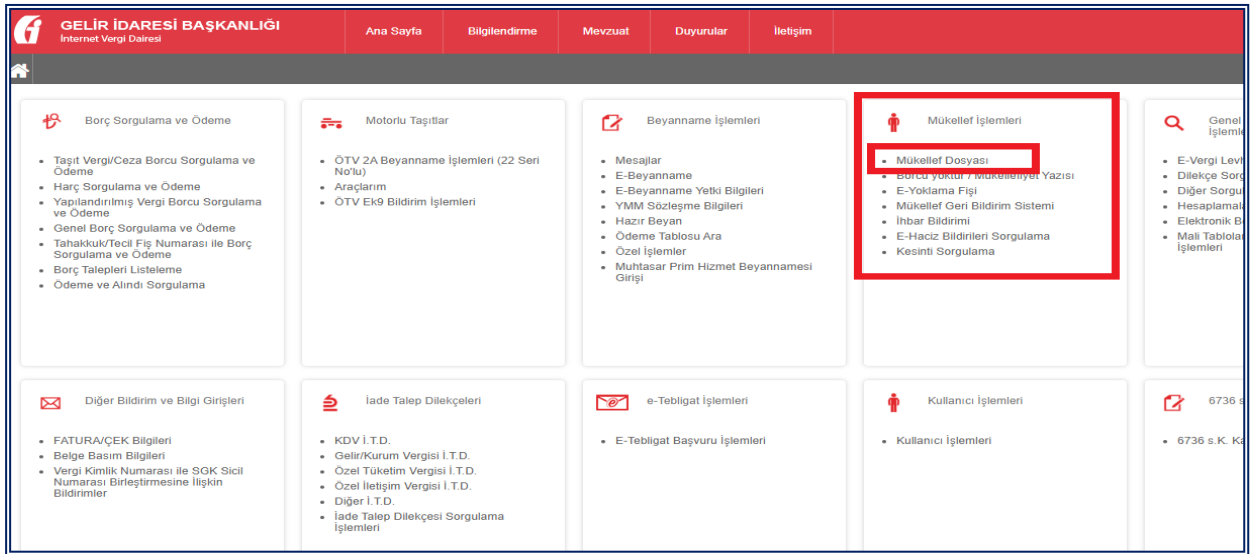 GELİR İDARESİ BAŞKANLIĞI
İnternet Vergi Dairesi
Ana Sayfa
Bilgilendirme
Mevzuat
Duyurular
İletişim
Borç Sorgulama ve Ödeme
Taşıt Vergi/Ceza Borcu Sorgulama ve
Ödeme
Harç Sorgulama ve Ödeme
Yapılandırılmış Vergi Borcu Sorgulama
ve Ödeme
Genel Borç Sorgulama ve Ödeme
Tahakkuk/Tecil Fiş Numarası ile Borç
Sorgulama ve Ödeme
Borç Talepleri Listeleme
Ödeme ve Alındı Sorgulama
Motorlu Taşıtlar
ÖTV 2A Beyanname İşlemleri (22 Seri
No'lu)
Araçlarım
ÖTV Ek9 Bildirim İşlemleri
Beyanname İşlemleri
Mesajlar
E-Beyanname
E-Beyanname Yetki Bilgileri
YMM Sözleşme Bilgileri
Hazır Beyan
Ödeme Tablosu Ara
Özel İşlemler
Muhtasar Prim Hizmet Beyannamesi
Girişi
Mükellef İşlemleri
Mükellef Dosyası
Borcu yoktur / Mükellefiyet Yazısı
E-Yoklama Fişi
Mükellef Geri Bildirim Sistemi
İhbar Bildirimi
E-Haciz Bildirileri Sorgulama
Kesinti Sorgulama
Genel
E-Vergi
Dilekçe
Diğer
Elektronik
Mali
İşlemleri
Diğer Bildirim ve Bilgi Girişleri
FATURA/ÇEK Bilgileri
Belge Basım Bilgileri
Vergi Kimlik Numarası ile SGK Sicil
Numarası Birleştirmesine İlişkin
Bildirimler
İade Talep Dilekçeleri
KDV İ.T.D.
Gelir/Kurum Vergisi İ.T.D.
Özel Tüketim Vergisi İ.T.D.
Özel İletişim Vergisi İ.T.D.
Diğer İ.T.D.
İade Talep Dilekçesi Sorgulama
İşlemleri
e-Tebligat İşlemleri
E-Tebligat Başvuru İşlemleri
Kullanıcı İşlemleri
Kullanıcı İşlemleri
6736 s
6736 s.K.